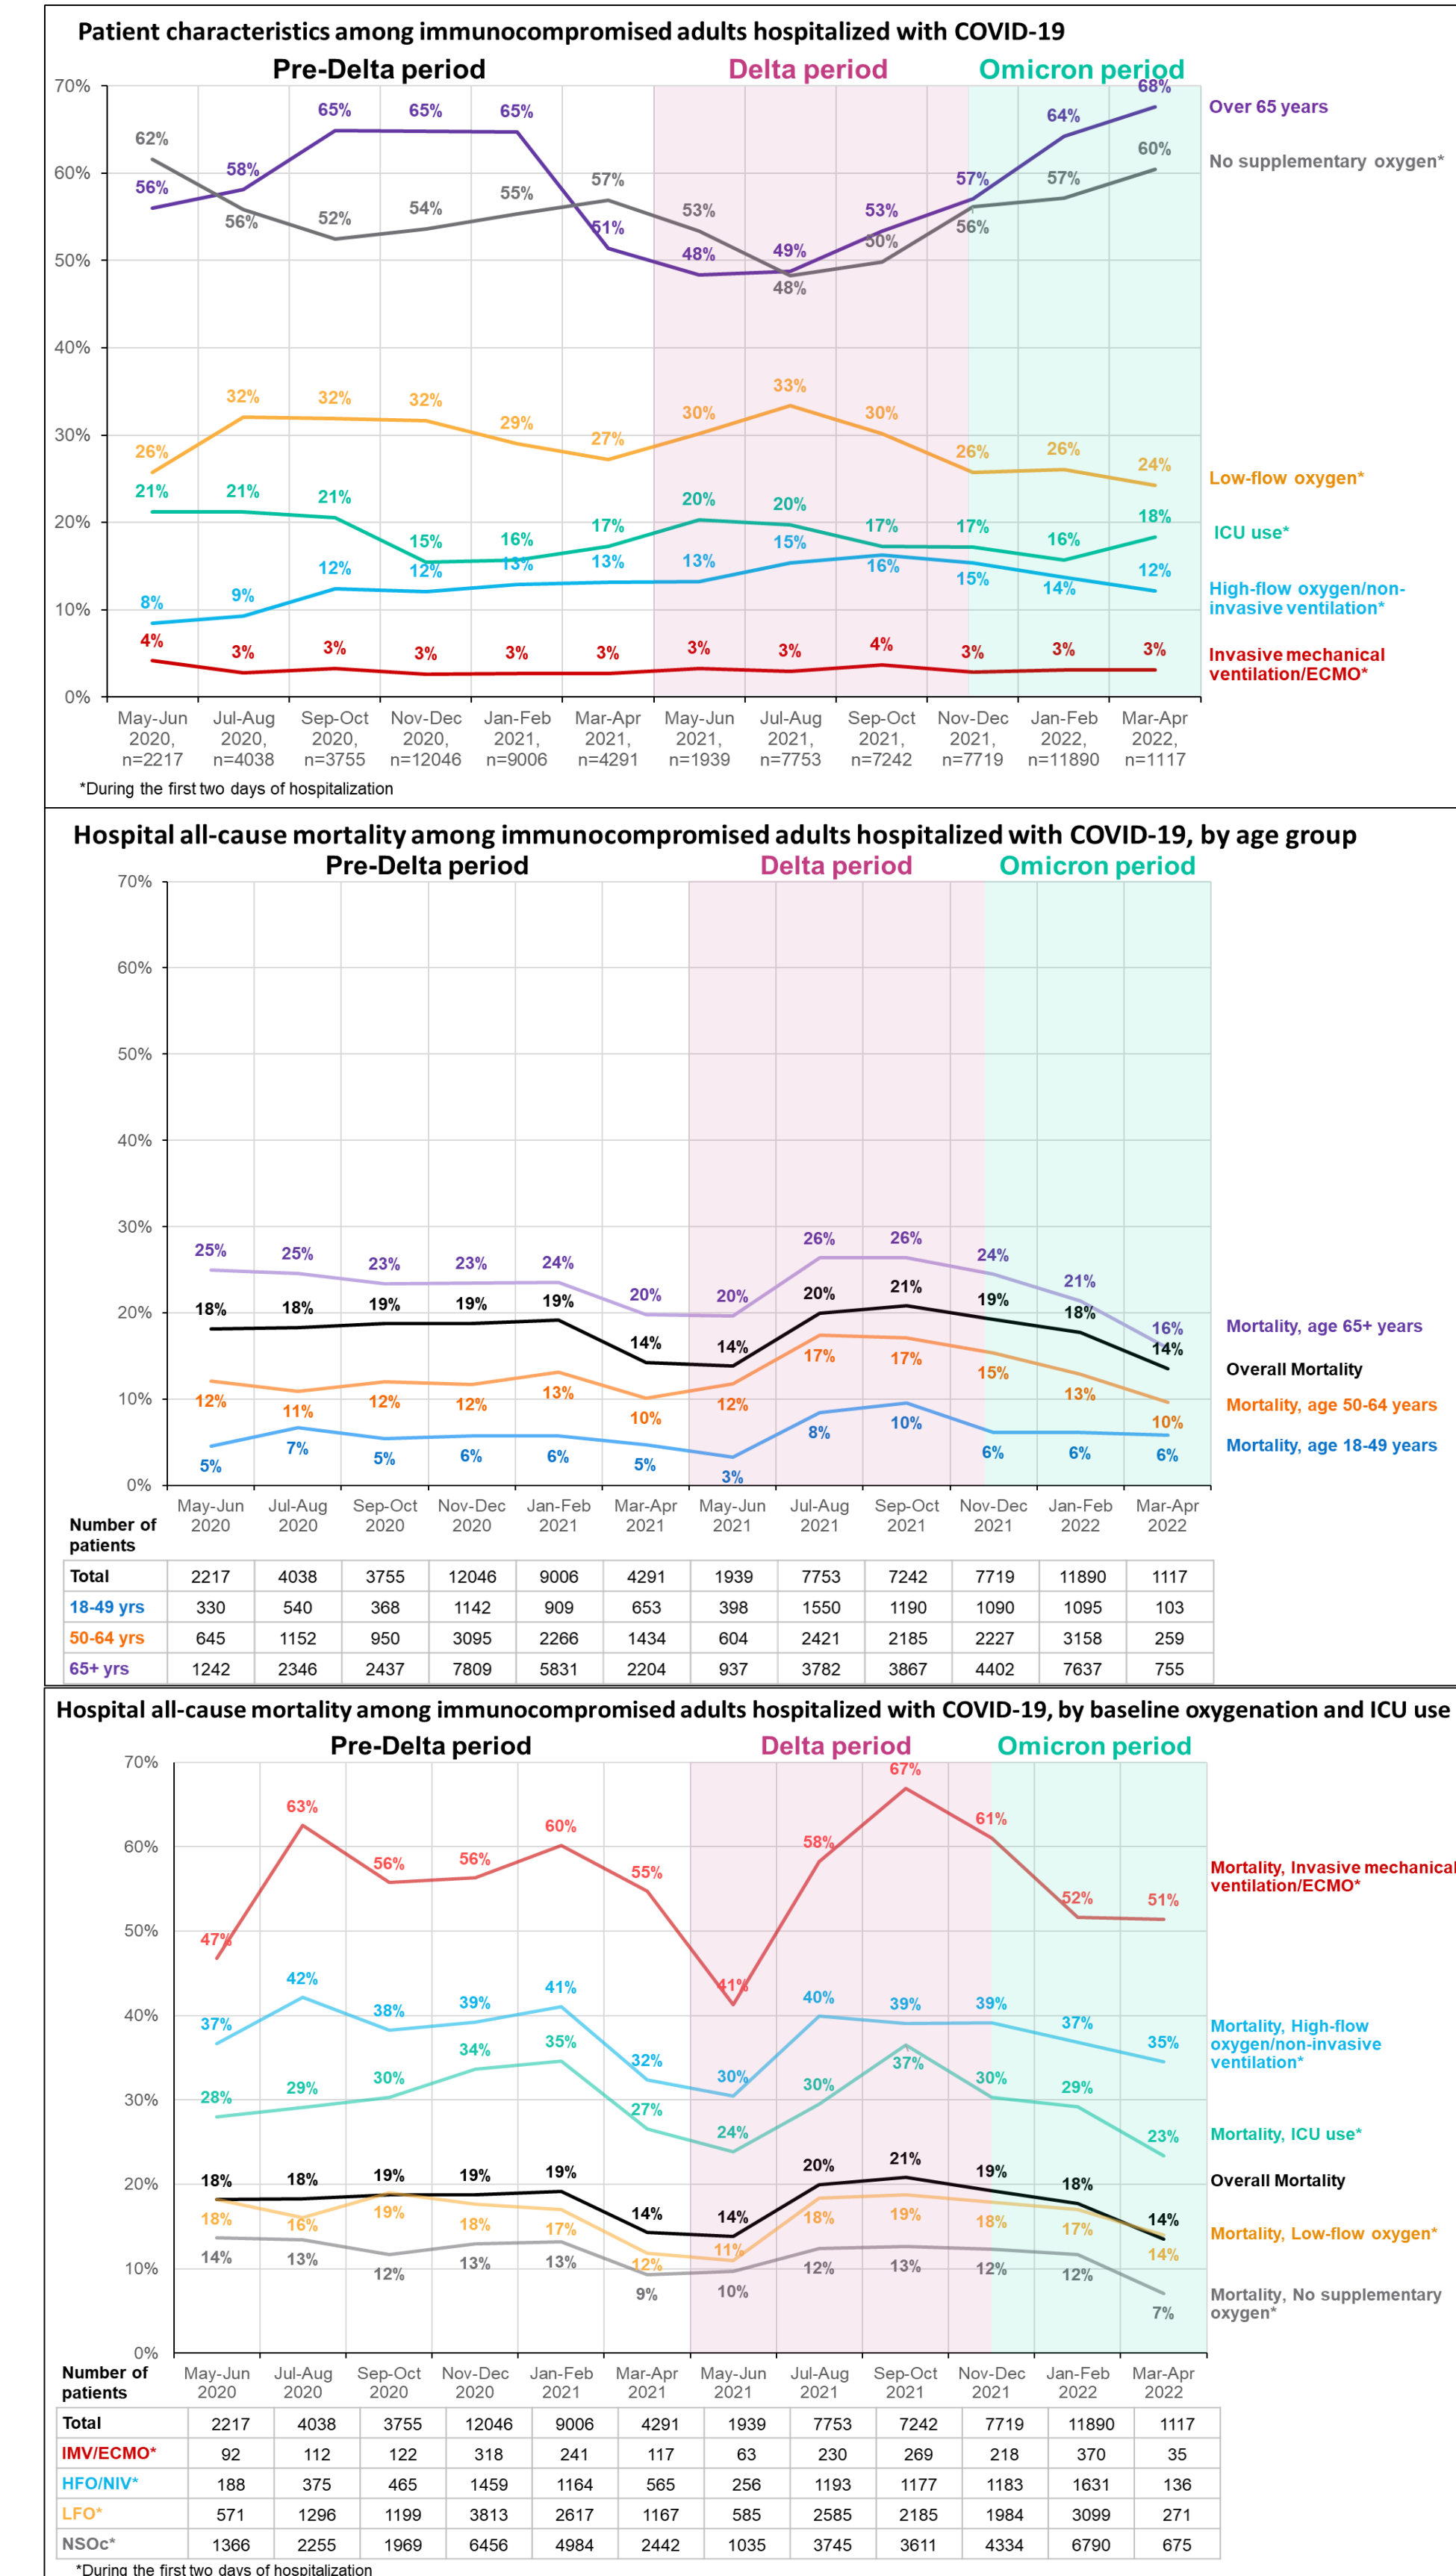 Patient characteristics among immunocompromised adults hospitalized with COVID-19
Pre-Delta period Delta period Omicron period
70%
60%
50%
40%
30%
20%
10%
0%
56% 58% 65% 65% 65% 51% 48% 49% 53% 57% 64% 68%
Over 65 years
62% 56% 52% 54% 55% 57% 53% 48% 50% 56% 57% 60%
No supplementary oxygen*
26% 32% 32% 32% 29% 27% 30% 33% 30% 26% 26% 24%
Low-flow oxygen*
21% 21% 21% 15% 16% 17% 20% 20% 17% 17% 16% 18%
ICU use*
8% 9% 12% 12% 13% 13% 13% 15% 16% 15% 14% 12%
High-flow oxygen/non-
invasive ventilation*
4% 3% 3% 3% 3% 3% 3% 3% 4% 3% 3% 3%
Invasive mechanical
ventilation/ECMO*
May-Jun Jul-Aug Sep-Oct Nov-Dec Jan-Feb Mar-Apr May-Jun Jul-Aug Sep-Oct Nov-Dec Jan-Feb Mar-Apr
2020, 2020, 2020, 2020, 2021, 2021, 2021, 2021, 2021, 2021, 2022, 2022,
n=2217 n=4038 n=3755 n=12046 n=9006 n=4291 n=1939 n=7753 n=7242 n=7719 n=11890 n=1117
*During the first two days of hospitalization
Hospital all-cause mortality among immunocompromised adults hospitalized with COVID-19, by age group
Pre-Delta period Delta period Omicron period
70%
60%
50%
40%
30%
20%
10%
0%
25% 25% 23% 23% 24% 20% 20% 26% 26% 24% 21% 16%
Mortality, age 65+ years
18% 18% 19% 19% 19% 14% 14% 20% 21% 19% 18% 14%
Overall Mortality
12% 11% 12% 12% 13% 10% 12% 17% 17% 15% 13% 10%
Mortality, age 50-64 years
5% 7% 5% 6% 6% 5% 3% 8% 10% 6% 6% 6%
Mortality, age 18-49 years
May-Jun Jul-Aug Sep-Oct Nov-Dec Jan-Feb Mar-Apr May-Jun Jul-Aug Sep-Oct Nov-Dec Jan-Feb Mar-Apr
2020 2020 2020 2020 2021 2021 2021 2021 2021 2021 2022 2022
Number of
patients
Total 2217 4038 3755 12046 9006 4291 1939 7753 7242 7719 11890 1117
18-49 yrs 330 540 368 1142 909 653 398 1550 1190 1090 1095 103
50-64 yrs 645 1152 950 3095 2266 1434 604 2421 2185 2227 3158 259
65+ yrs 1242 2346 2437 7809 5831 2204 937 3782 3867 4402 7637 755
Hospital all-cause mortality among immunocompromised adults hospitalized with COVID-19, by baseline oxygenation and ICU use
Pre-Delta period Delta period Omicron period
70%
60%
50%
40%
30%
20%
10%
0%
47% 63% 56% 56% 60% 55% 41% 58% 67% 61% 52% 51%
Mortality, Invasive mechanical
ventilation/ECMO*
37% 42% 38% 39% 41% 32% 30% 40% 39% 39% 37% 35%
Mortality, High-flow
oxygen/non-invasive
ventilation*
28% 29% 30% 34% 35% 27% 24% 30% 37% 30% 29% 23%
Mortality, ICU use*
18% 18% 19% 19% 19% 14% 14% 20% 21% 19% 18% 14%
Overall Mortality
18% 16% 19% 18% 17% 12% 11% 18% 19% 18% 17% 14%
Mortality, Low-flow oxygen*
14% 13% 12% 13% 13% 9% 10% 12% 13% 12% 12% 7%
Mortality, No supplementary
oxygen*
May-Jun Jul-Aug Sep-Oct Nov-Dec Jan-Feb Mar-Apr May-Jun Jul-Aug Sep-Oct Nov-Dec Jan-Feb Mar-Apr
2020 2020 2020 2020 2021 2021 2021 2021 2021 2021 2022 2022
Number of
patients
Total 2217 4038 3755 12046 9006 4291 1939 7753 7242 7719 11890 1117
IMV/ECMO* 92 112 122 318 241 117 63 230 269 218 370 35
HFO/NIV* 188 375 465 1459 1164 565 256 1193 1177 1183 1631 136
LFO* 571 1296 1199 3813 2617 1167 585 2585 2185 1984 3099 271
NSOc* 1366 2255 1969 6456 4984 2442 1035 3745 3611 4334 6790 675
*During the first two days of hospitalization